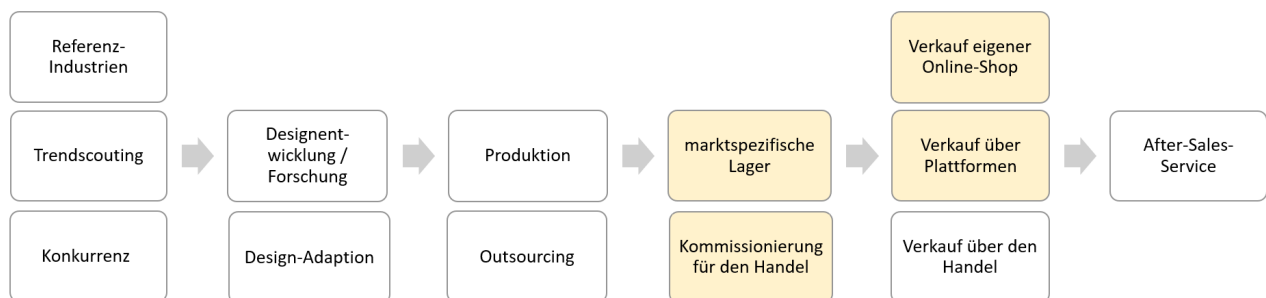 Referenz-
Industrien
Trendscouting
Konkurrenz
Designent-
wicklung /
Forschung
Design-Adaption
Produktion
Outsourcing
marktspezifische
Lager
Kommissionierung
für den Handel
Verkauf eigener
Online-Shop
Verkauf über
Plattformen
Verkauf über den
Handel
After-Sales-
Service